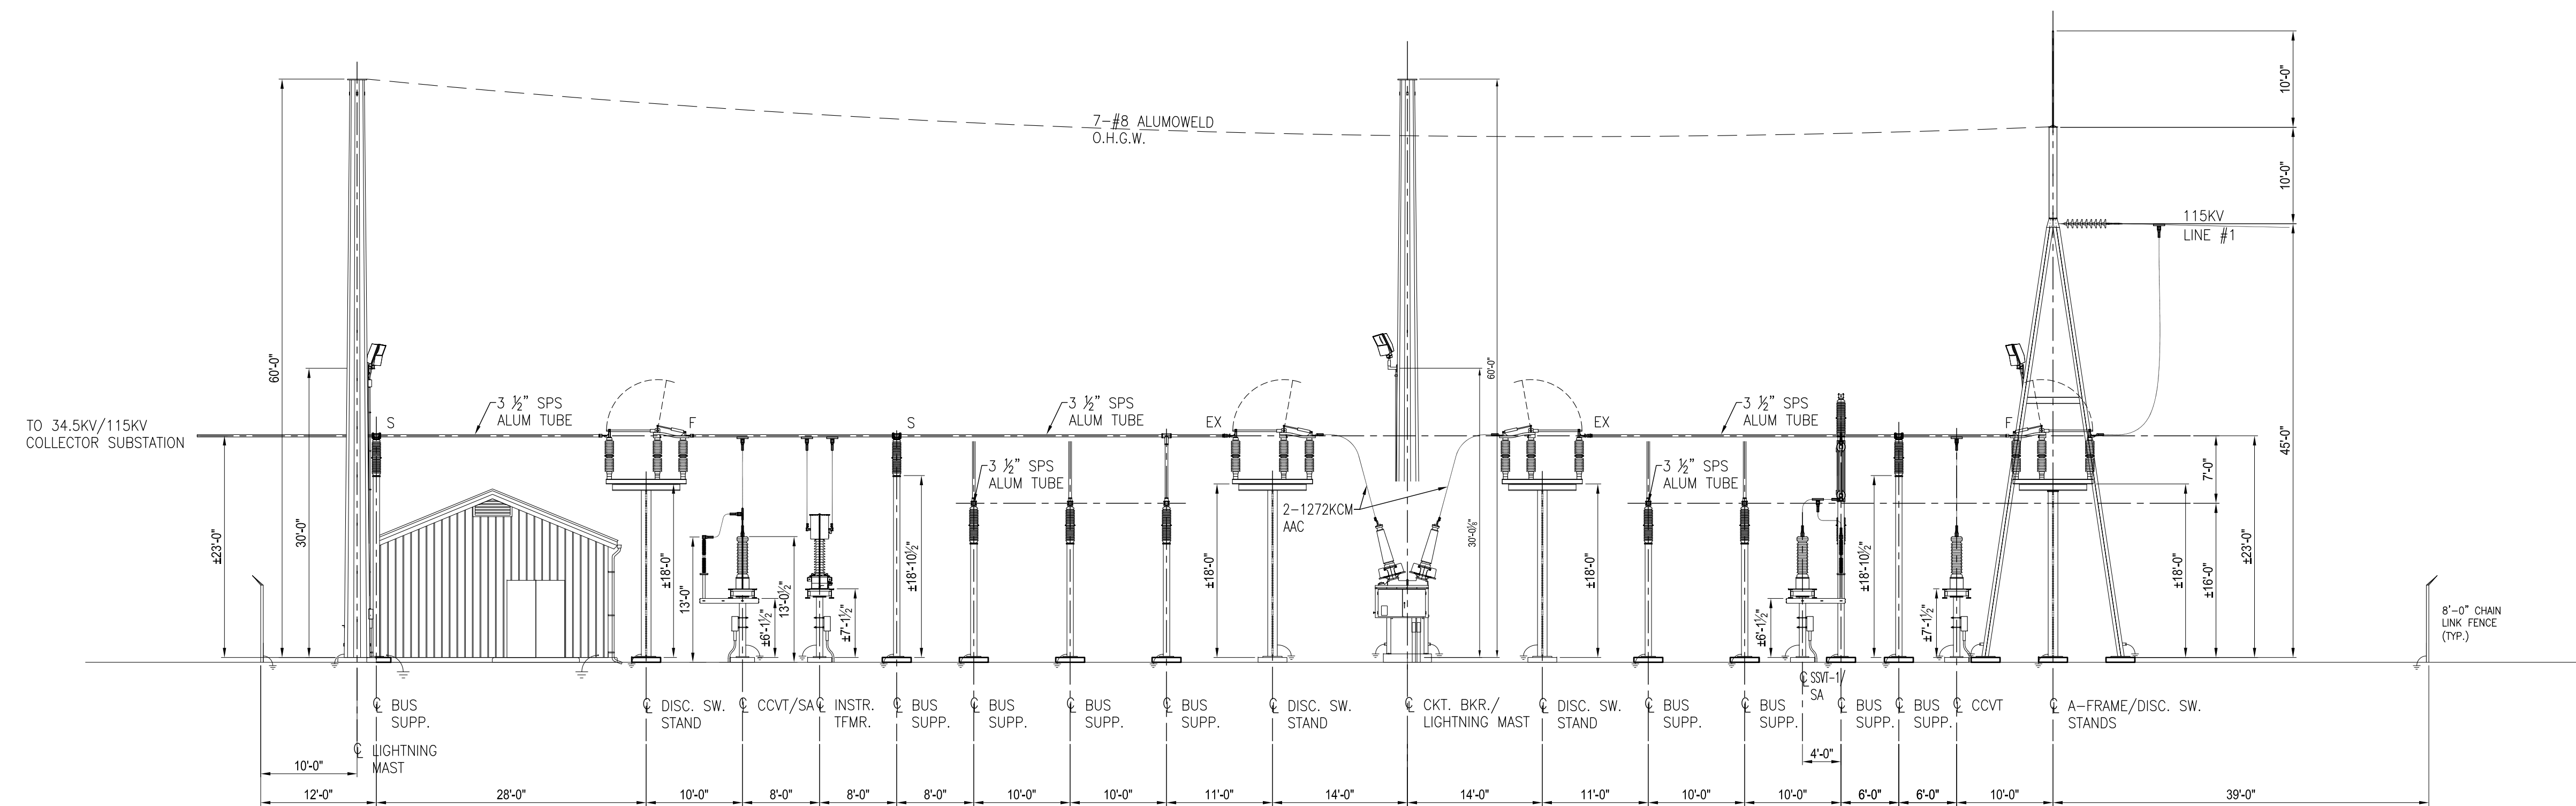 10'-0"
10'-0"
45'-0"
7-#8 ALUMOWELD
O.H.G.W.
115KV
LINE #1
60'-0"
30'-0"
60'-0"
30'-0⅛"
TO 34.5KV/115KV
COLLECTOR SUBSTATION
±23'-0"
S
3 ½" SPS
ALUM TUBE
F
S
3 ½" SPS
ALUM TUBE
EX
EX
3 ½" SPS
ALUM TUBE
F
3 ½" SPS
ALUM TUBE
2-1272KCM
AAC
3 ½" SPS
ALUM TUBE
7'-0"
±18'-0"
13'-0"
±6'-1½"
13'-0½"
±7'-1½"
±18'-10½"
±18'-0"
±18'-0"
±6'-1½"
±18'-10½"
±7'-1½"
±18'-0"
±16'-0"
±23'-0"
8'-0" CHAIN
LINK FENCE
(TYP.)
℄ BUS
SUPP.
℄ LIGHTNING
MAST
℄ DISC. SW.
STAND
℄ CCVT/SA
℄ INSTR.
TFMR.
℄ BUS
SUPP.
℄ BUS
SUPP.
℄ BUS
SUPP.
℄ BUS
SUPP.
℄ DISC. SW.
STAND
℄ CKT. BKR./
LIGHTNING MAST
℄ DISC. SW.
STAND
℄ BUS
SUPP.
℄ BUS
SUPP.
℄ SSVT-1/
SA
℄ BUS
SUPP.
℄ BUS
SUPP.
℄ CCVT
℄ A-FRAME/DISC. SW.
STANDS
10'-0"
4'-0"
12'-0"
28'-0"
10'-0"
8'-0"
8'-0"
8'-0"
10'-0"
10'-0"
11'-0"
14'-0"
14'-0"
11'-0"
10'-0"
10'-0"
6'-0"
6'-0"
10'-0"
39'-0"